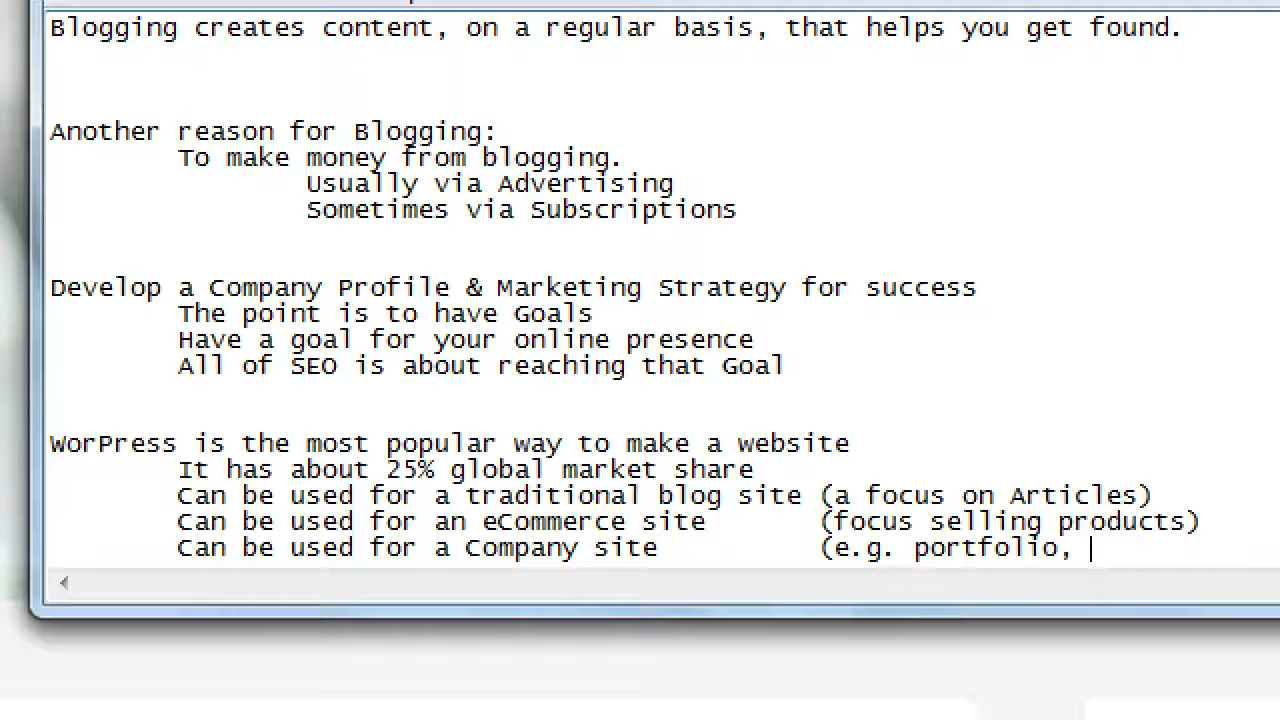 Blogging creates content, on a regular basis, that helps you get found.
Another reason for Blogging:
To make money from blogging.
Usually via Advertising
Sometimes via Subscriptions
Develop a Company Profile & Marketing Strategy for success
The point is to have Goals
Have a goal for your online presence
All of SEO is about reaching that Goal
WorPress is the most popular way to make a website
It has about 25% global market share
Can be used for a traditional blog site (a focus on Articles)
Can be used for an eCommerce site (focus selling products)
Can be used for a Company site (e.g. portfolio,